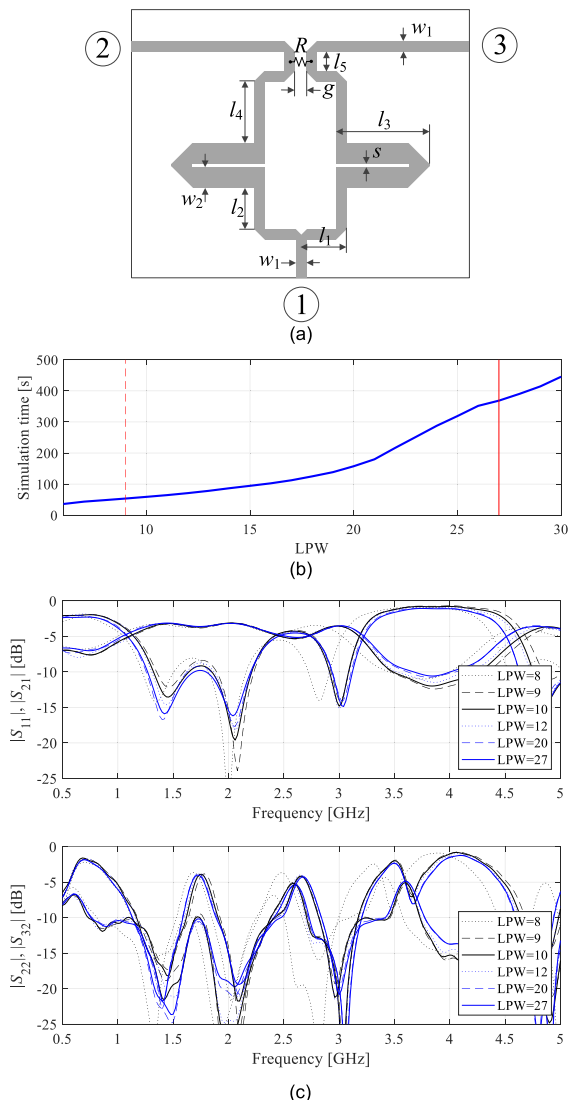 2
3
R
w1
l5
g
l4
l3
s
w2
l2
l1
w1
1
(a)
500
400
300
200
100
0
Simulation time [s]
10
15
20
25
30
LPW
(b)
0
-5
-10
-15
-20
-25
|S11|, |S21| [dB]
LPW=8
LPW=9
LPW=10
LPW=12
LPW=20
LPW=27
0.5
1
1.5
2
2.5
3
3.5
4
4.5
5
Frequency [GHz]
0
-5
-10
-15
-20
-25
|S22|, |S32| [dB]
LPW=8
LPW=9
LPW=10
LPW=12
LPW=20
LPW=27
0.5
1
1.5
2
2.5
3
3.5
4
4.5
5
Frequency [GHz]
(c)